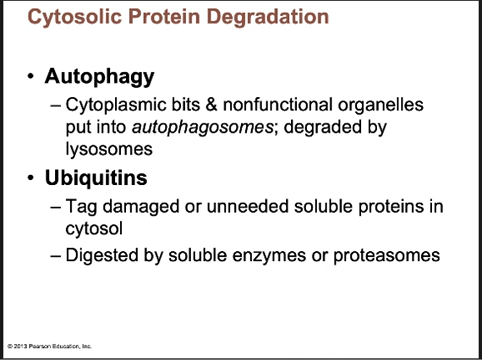 Cytosolic Protein Degradation
• Autophagy
– Cytoplasmic bits & nonfunctional organelles
put into autophagosomes; degraded by
lysosomes
• Ubiquitins
– Tag damaged or unneeded soluble proteins in
cytosol
– Digested by soluble enzymes or proteasomes
© 2013 Pearson Education, Inc.